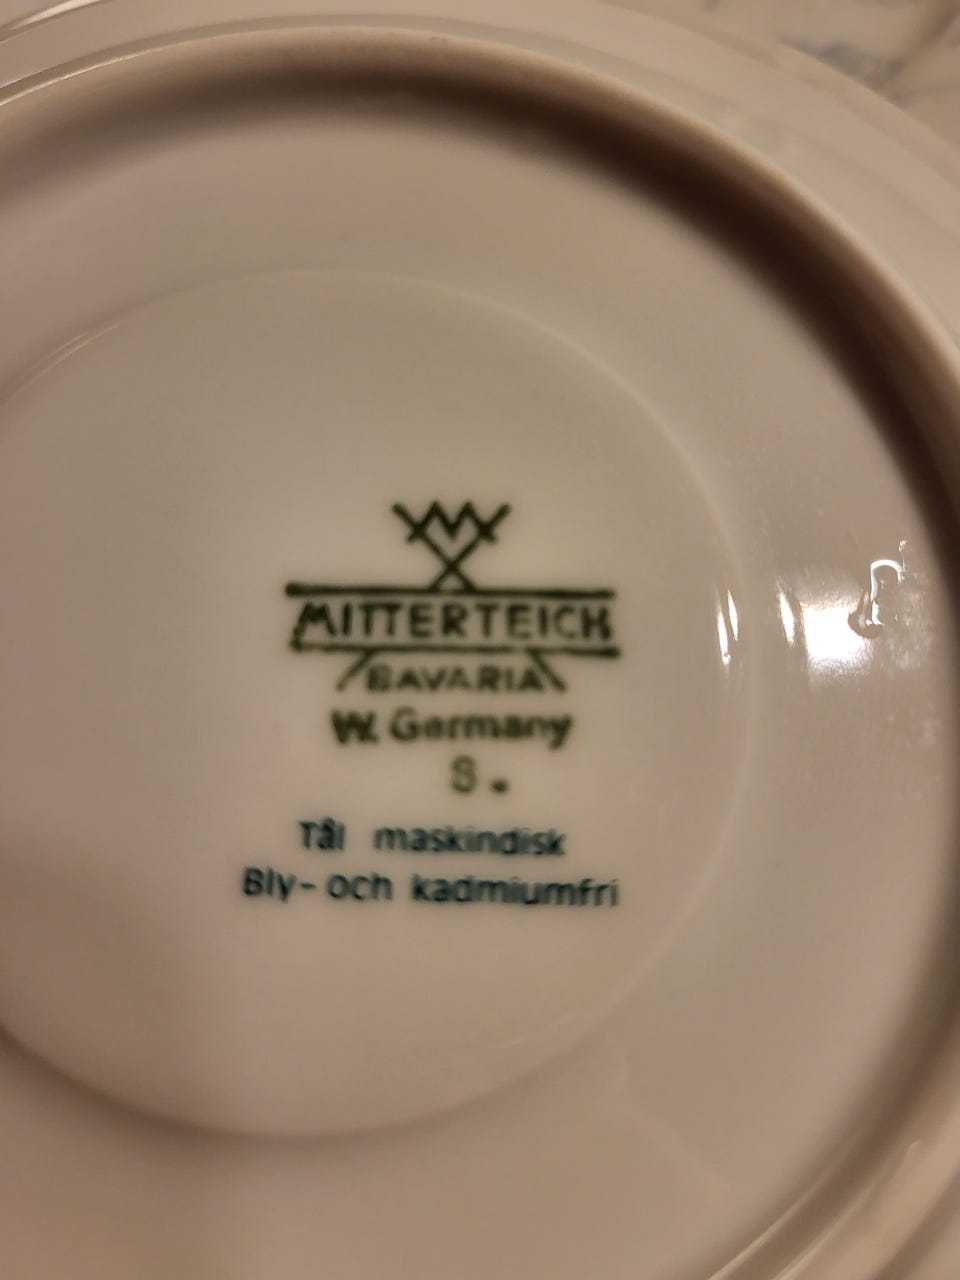 MITTERTEICH
BAVARIA
W. Germany
S.
Tål maskindisk
Bly- och kadmiumfri